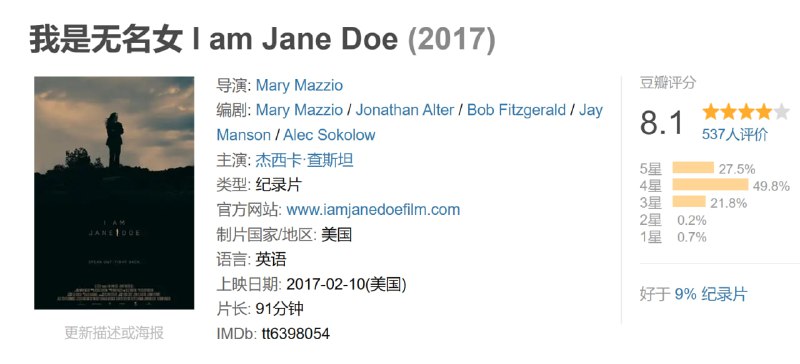 我是无名女 I am Jane Doe (2017)
I AM
JANE DOE
更新描述或海报
导演: Mary Mazzio
编剧: Mary Mazzio / Jonathan Alter / Bob Fitzgerald / Jay
Manson / Alec Sokolow
主演: 杰西卡·查斯坦
类型: 纪录片
官方网站: www.iamjanedoefilm.com
制片国家/地区: 美国
语言: 英语
上映日期: 2017-02-10(美国)
片长: 91分钟
IMDb: tt6398054
豆瓣评分
8.1
537人评价
5星 27.5%
4星 49.8%
3星 21.8%
2星 0.2%
1星 0.7%
好于 9% 纪录片